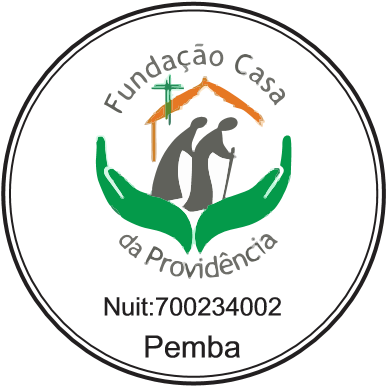 Fundação Casa
da Providência
Nuit:700234002
Pemba